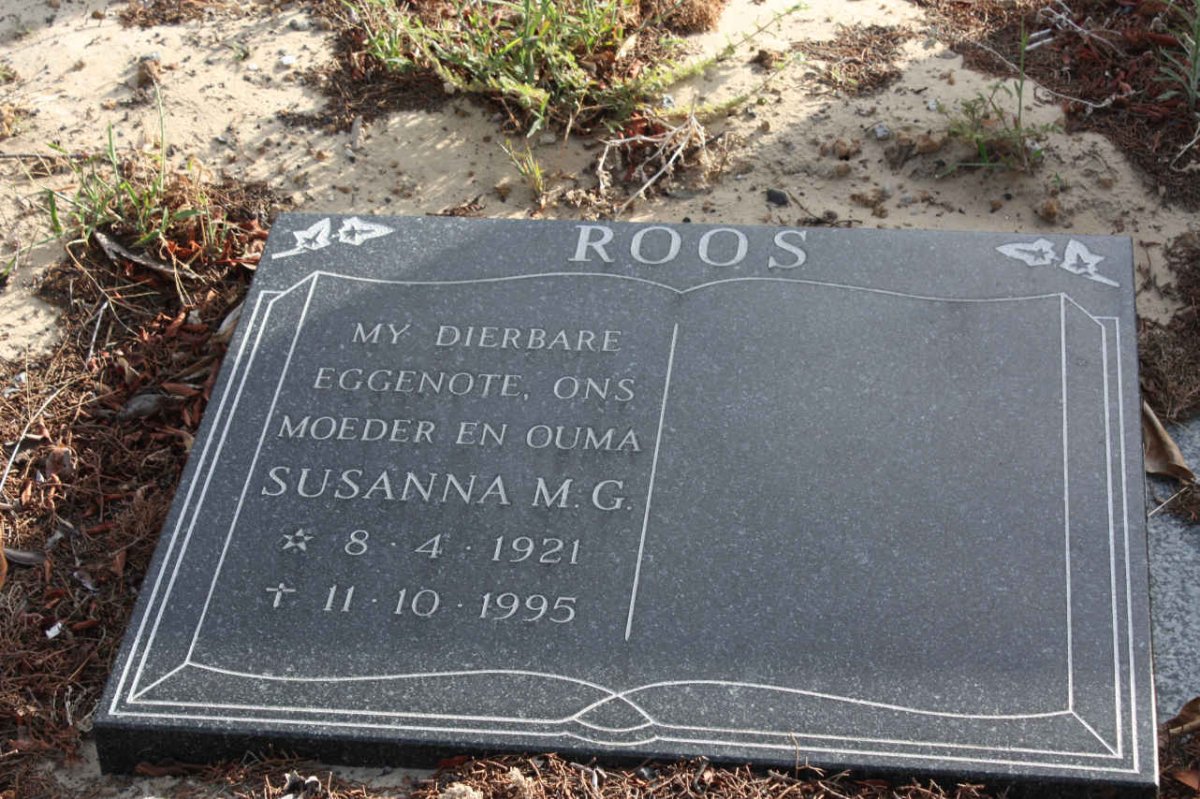 ROOS
MY DIERBARE
EGGENOTE, ONS
MOEDER EN OUMA
SUSANNA M.G.
8 · 4 · 1921
11 · 10 · 1995